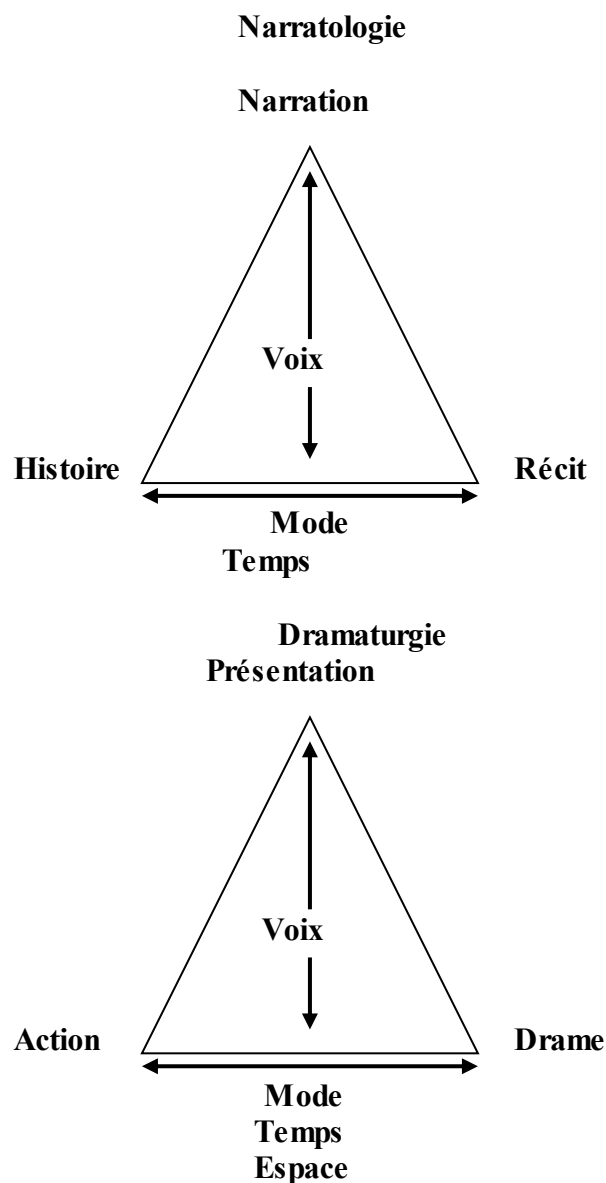 Narratologie
Narration
Voix
Histoire Récit
Mode
Temps
Dramaturgie
Présentation
Voix
Action Drame
Mode
Temps
Espace